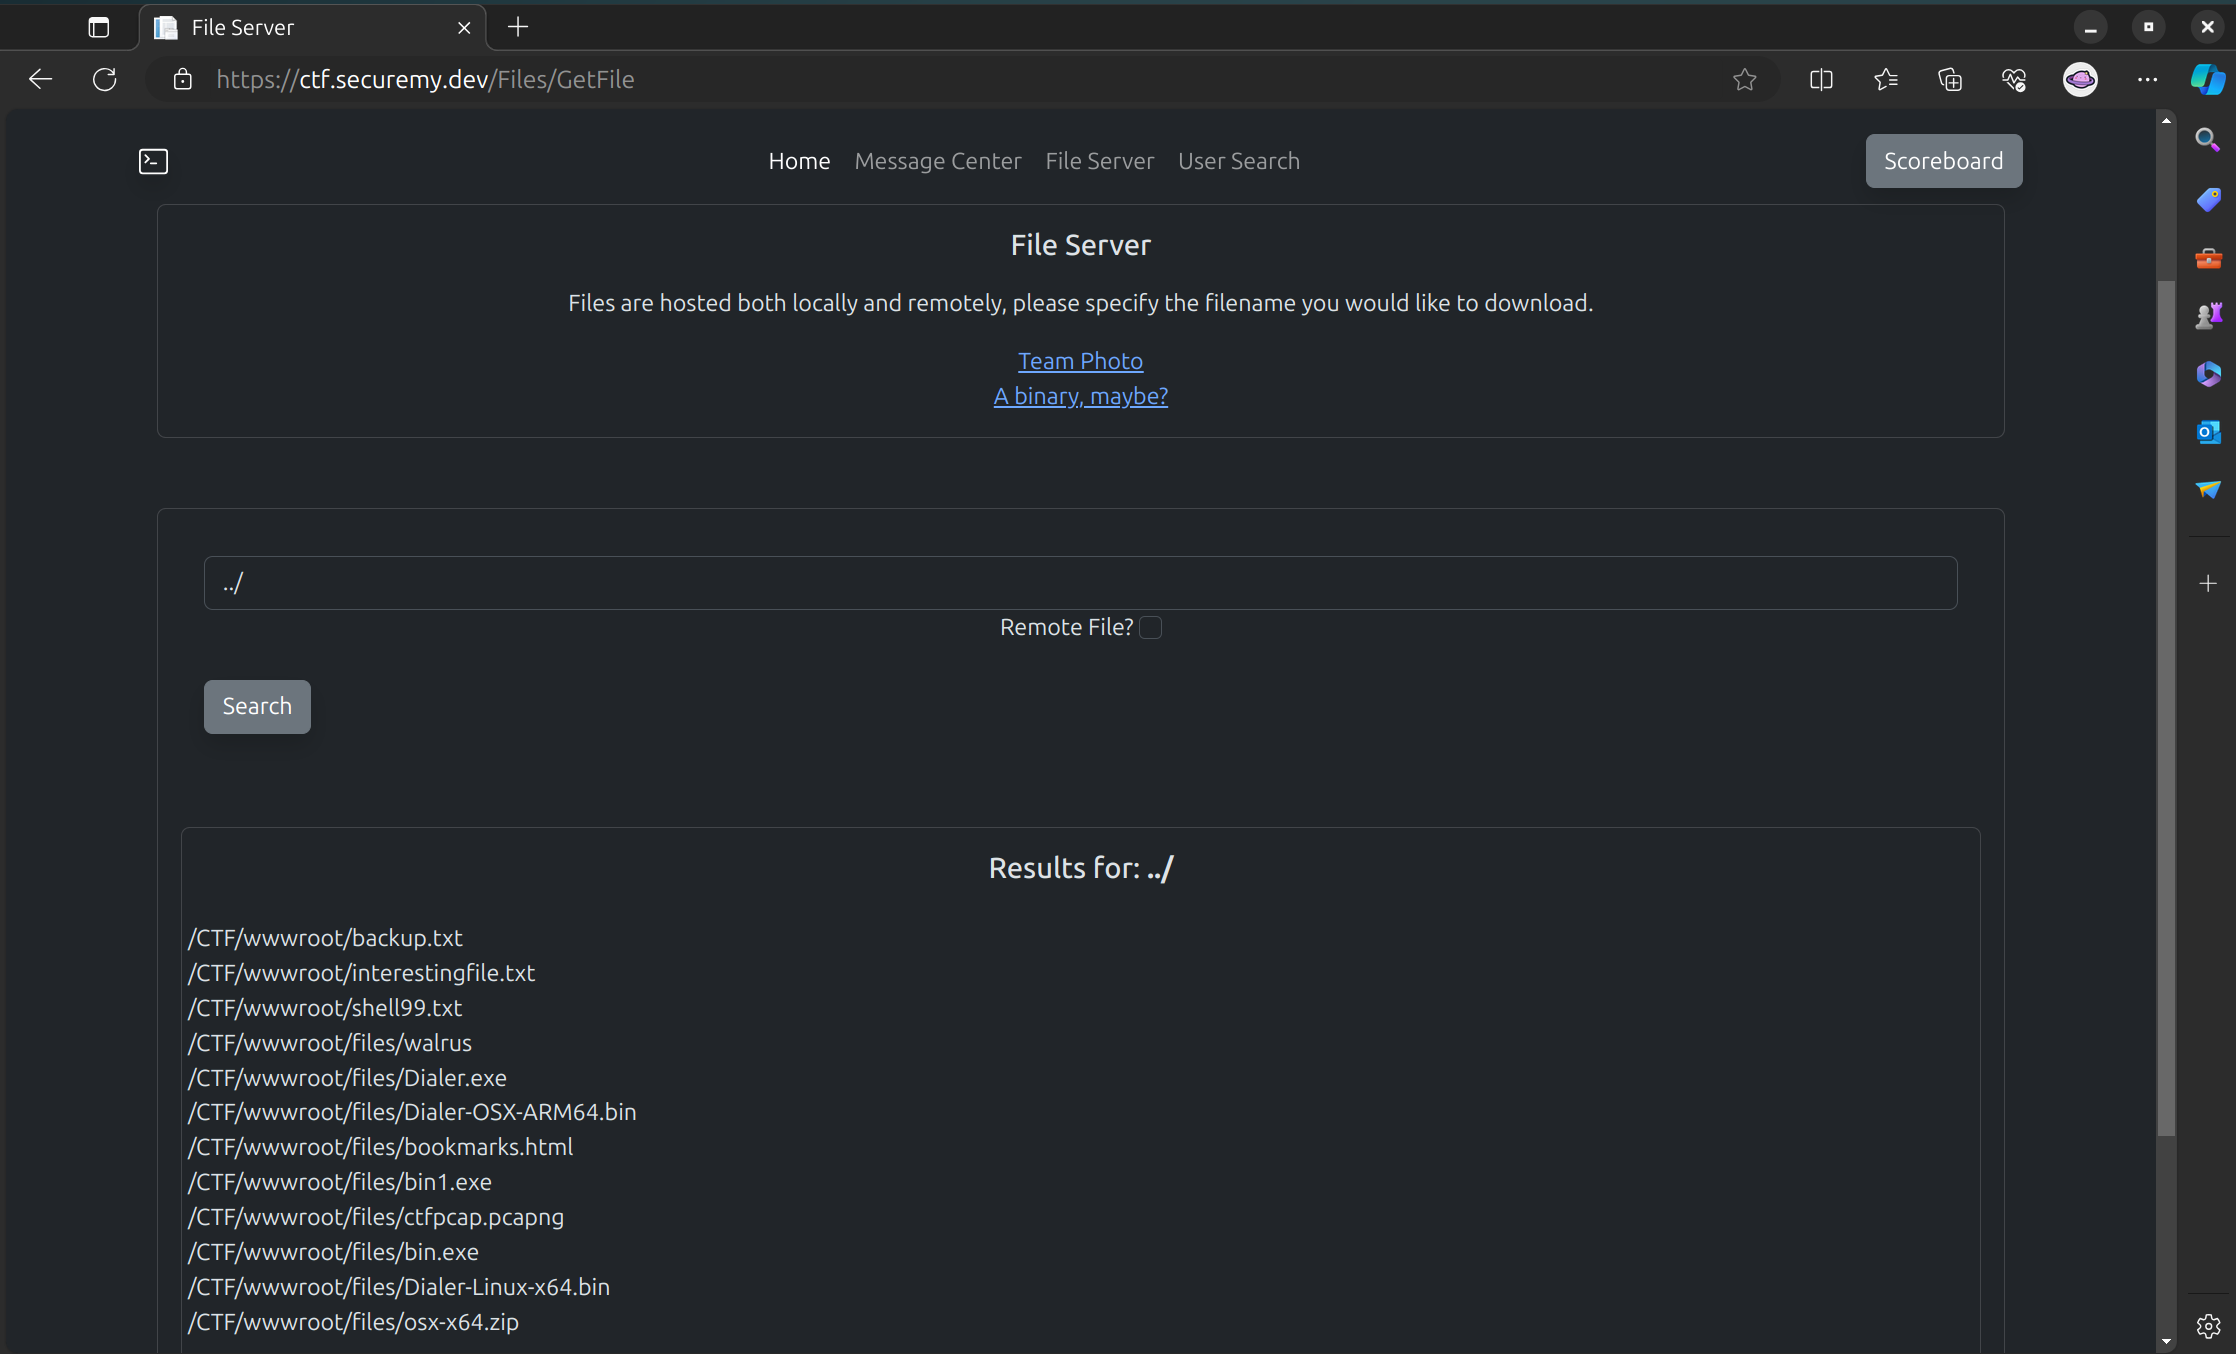 File Server
https://ctf.securemy.dev/Files/GetFile
Home Message Center File Server User Search
Scoreboard
File Server
Files are hosted both locally and remotely, please specify the filename you would like to download.
Team Photo
A binary, maybe?
../
Remote File?
Search
Results for: ../
/CTF/wwwroot/backup.txt
/CTF/wwwroot/interestingfile.txt
/CTF/wwwroot/shell99.txt
/CTF/wwwroot/files/walrus
/CTF/wwwroot/files/Dialer.exe
/CTF/wwwroot/files/Dialer-OSX-ARM64.bin
/CTF/wwwroot/files/bookmarks.html
/CTF/wwwroot/files/bin1.exe
/CTF/wwwroot/files/ctfpcap.pcapng
/CTF/wwwroot/files/bin.exe
/CTF/wwwroot/files/Dialer-Linux-x64.bin
/CTF/wwwroot/files/osx-x64.zip